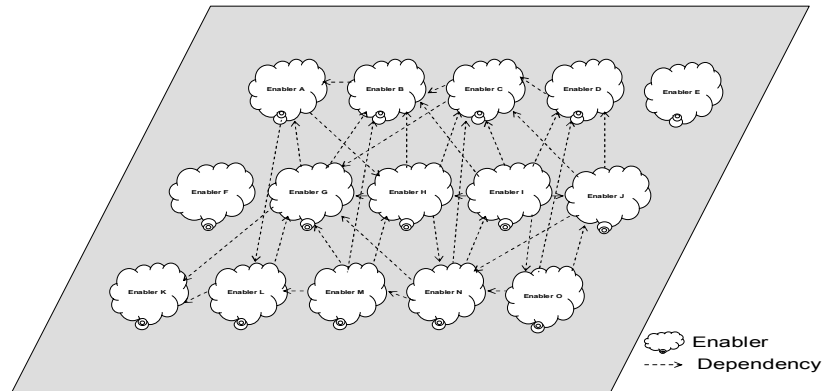 Enabler A
Enabler B
Enabler C
Enabler D
Enabler E
Enabler F
Enabler G
Enabler H
Enabler I
Enabler J
Enabler K
Enabler L
Enabler M
Enabler N
Enabler O
Enabler
Dependency